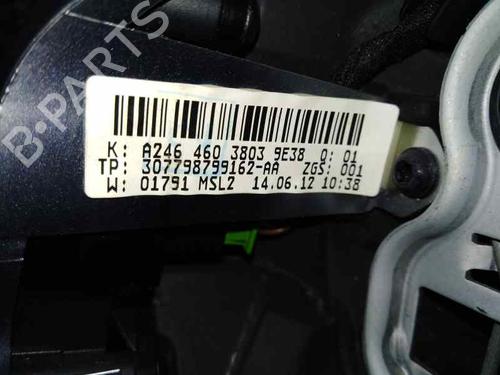 B-PARTS
K: A246 460 3803 9E38 Q: 01
TP: 307798799162-AA ZGS: 001
W: 01791 MSL2 14.06.12 10:38